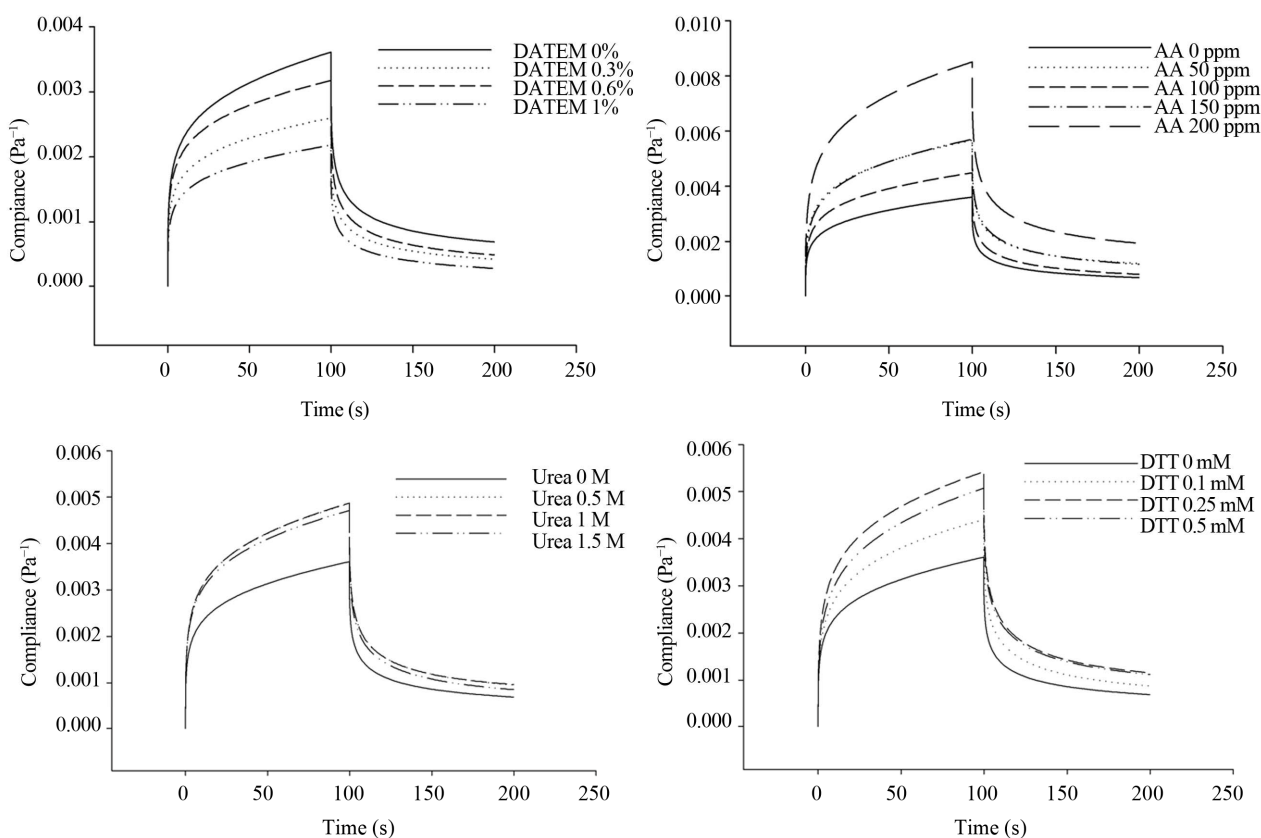 0.004
0.003
0.002
0.001
0.000
Compiance (Pa⁻¹)
DATEM 0%
DATEM 0.3%
DATEM 0.6%
DATEM 1%
0 50 100 150 200 250
Time (s)
0.010
0.008
0.006
0.004
0.002
0.000
Compiance (Pa⁻¹)
AA 0 ppm
AA 50 ppm
AA 100 ppm
AA 150 ppm
AA 200 ppm
0 50 100 150 200 250
Time (s)
0.006
0.005
0.004
0.003
0.002
0.001
0.000
Compliance (Pa⁻¹)
Urea 0 M
Urea 0.5 M
Urea 1 M
Urea 1.5 M
0 50 100 150 200 250
Time (s)
0.006
0.005
0.004
0.003
0.002
0.001
0.000
Compliance (Pa⁻¹)
DTT 0 mM
DTT 0.1 mM
DTT 0.25 mM
DTT 0.5 mM
0 50 100 150 200 250
Time (s)